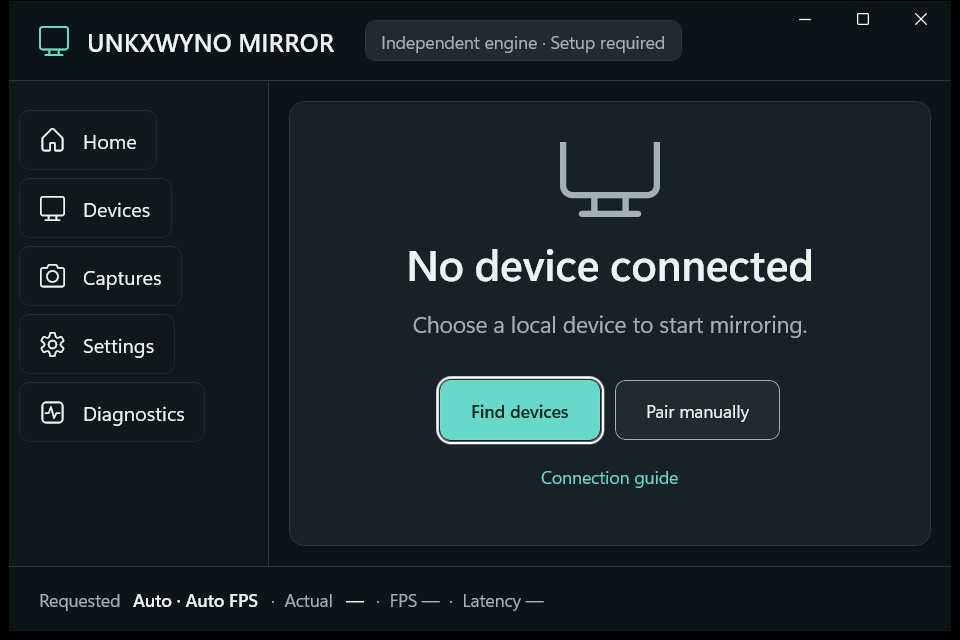 UNKXWYNO MIRROR
Independent engine · Setup required
Home
Devices
Captures
Settings
Diagnostics
No device connected
Choose a local device to start mirroring.
Find devices
Pair manually
Connection guide
Requested Auto · Auto FPS · Actual — · FPS — · Latency —